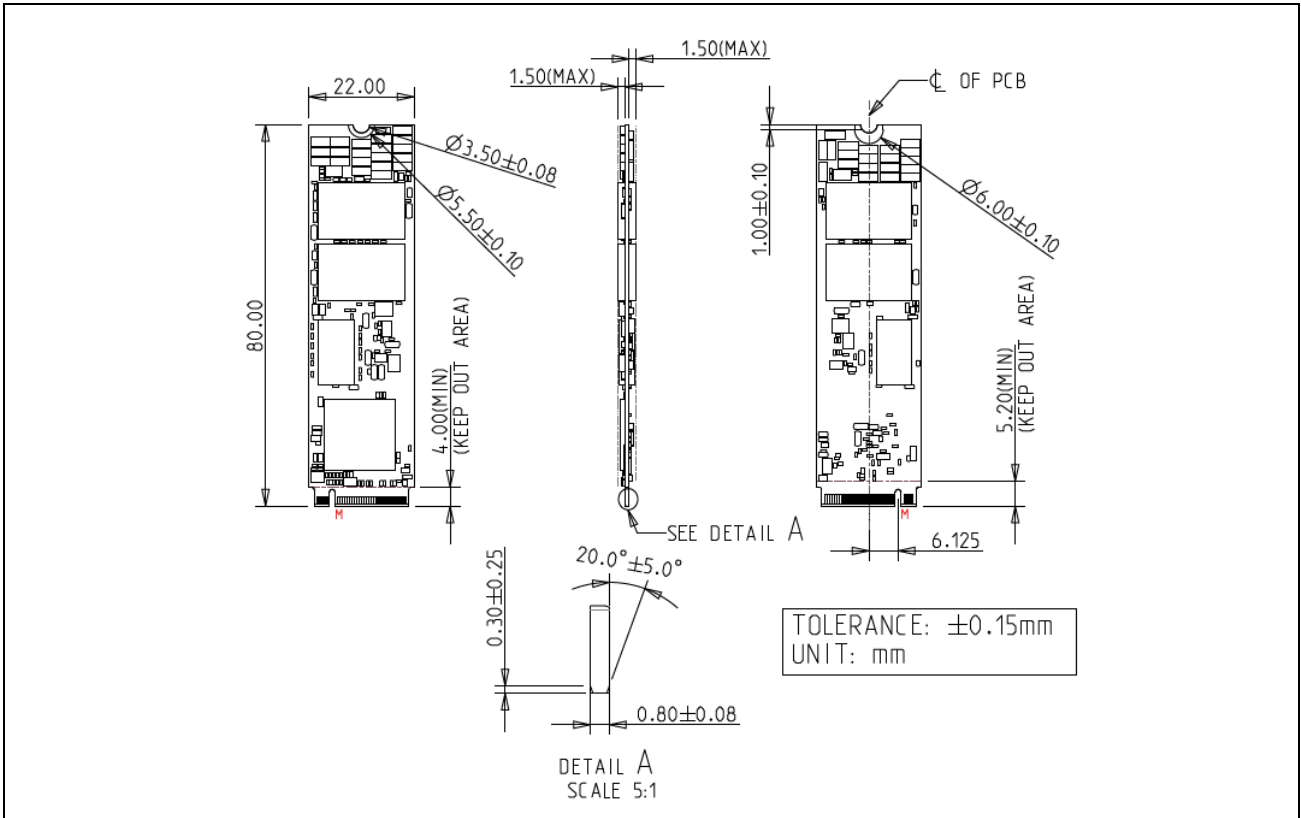 1.50(MAX)
1.50(MAX)
22.00
℄ OF PCB
80.00
Ø3.50±0.08
Ø5.50±0.10
1.00±0.10
Ø6.00±0.10
4.00(MIN)
(KEEP OUT AREA)
5.20(MIN)
(KEEP OUT AREA)
M
M
SEE DETAIL A
6.125
20.0°±5.0°
0.30±0.25
0.80±0.08
TOLERANCE: ±0.15mm
UNIT: mm
DETAIL A
SCALE 5:1